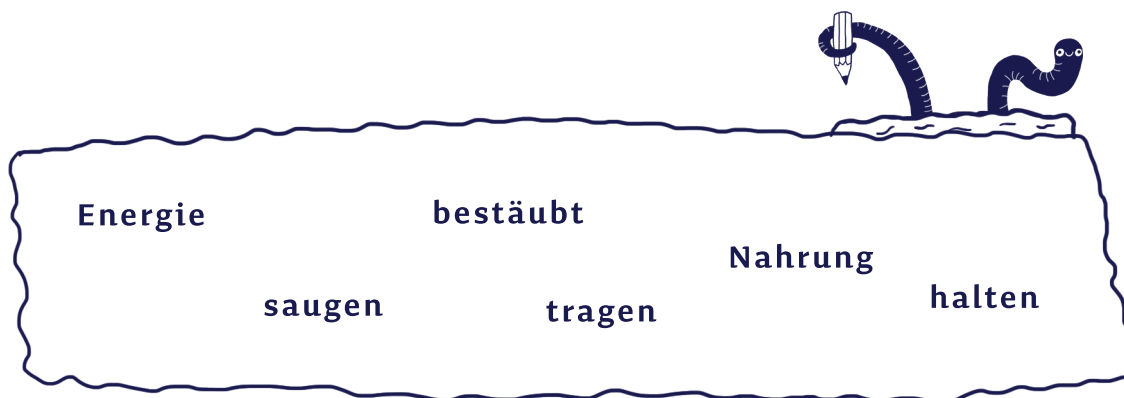 Energie
bestäubt
Nahrung
saugen
tragen
halten